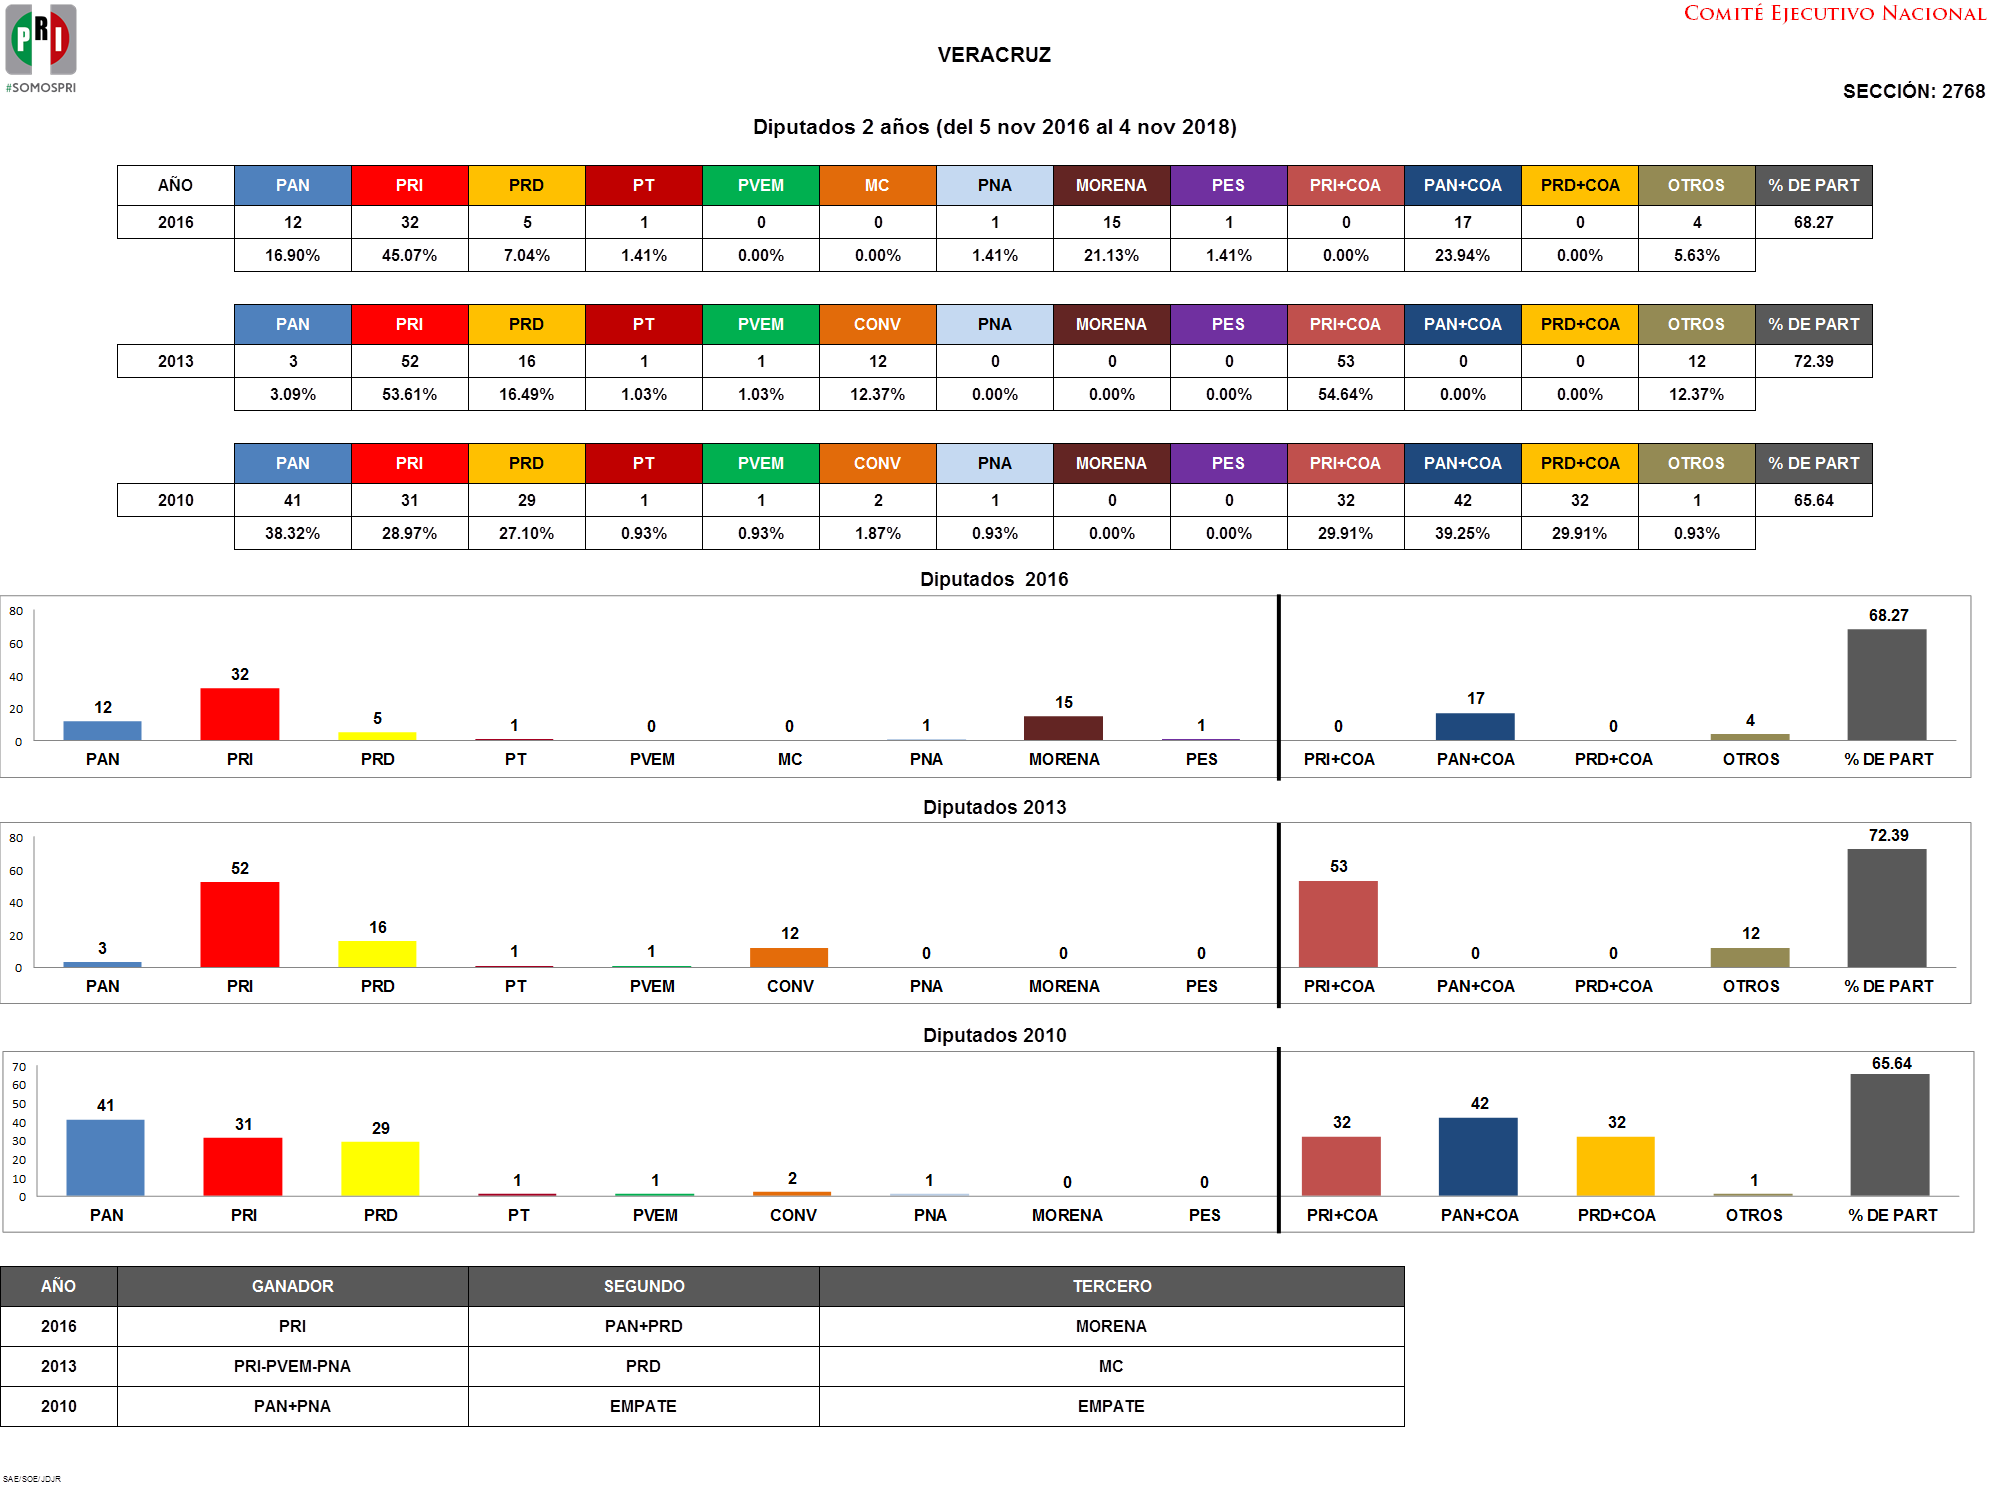 PRI
#SOMOSPRI
COMITÉ EJECUTIVO NACIONAL
VERACRUZ
SECCIÓN: 2768
Diputados 2 años (del 5 nov 2016 al 4 nov 2018)
AÑO PAN PRI PRD PT PVEM MC PNA MORENA PES PRI+COA PAN+COA PRD+COA OTROS % DE PART
2016 12 32 5 1 0 0 1 15 1 0 17 0 4 68.27
16.90% 45.07% 7.04% 1.41% 0.00% 0.00% 1.41% 21.13% 1.41% 0.00% 23.94% 0.00% 5.63%
PAN PRI PRD PT PVEM CONV PNA MORENA PES PRI+COA PAN+COA PRD+COA OTROS % DE PART
2013 3 52 16 1 1 12 0 0 0 53 0 0 12 72.39
3.09% 53.61% 16.49% 1.03% 1.03% 12.37% 0.00% 0.00% 0.00% 54.64% 0.00% 0.00% 12.37%
PAN PRI PRD PT PVEM CONV PNA MORENA PES PRI+COA PAN+COA PRD+COA OTROS % DE PART
2010 41 31 29 1 1 2 1 0 0 32 42 32 1 65.64
38.32% 28.97% 27.10% 0.93% 0.93% 1.87% 0.93% 0.00% 0.00% 29.91% 39.25% 29.91% 0.93%
Diputados 2016
80
60
40
20
0
12 32 5 1 0 0 1 15 1 0 17 0 4 68.27
PAN PRI PRD PT PVEM MC PNA MORENA PES PRI+COA PAN+COA PRD+COA OTROS % DE PART
Diputados 2013
80
60
40
20
0
3 52 16 1 1 12 0 0 0 53 0 0 12 72.39
PAN PRI PRD PT PVEM CONV PNA MORENA PES PRI+COA PAN+COA PRD+COA OTROS % DE PART
Diputados 2010
70
60
50
40
30
20
10
0
41 31 29 1 1 2 1 0 0 32 42 32 1 65.64
PAN PRI PRD PT PVEM CONV PNA MORENA PES PRI+COA PAN+COA PRD+COA OTROS % DE PART
AÑO GANADOR SEGUNDO TERCERO
2016 PRI PAN+PRD MORENA
2013 PRI-PVEM-PNA PRD MC
2010 PAN+PNA EMPATE EMPATE
SAE/SOE/JDJR